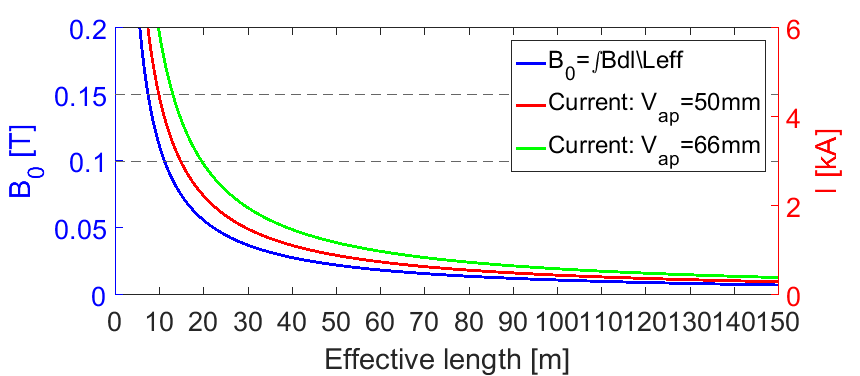 0.2
0.15
0.1
0.05
0
B0 [T]
6
4
2
0
I [kA]
B0=∫Bdl\Leff
Current: Vap=50mm
Current: Vap=66mm
0 10 20 30 40 50 60 70 80 90 100 110 120 130 140 150
Effective length [m]